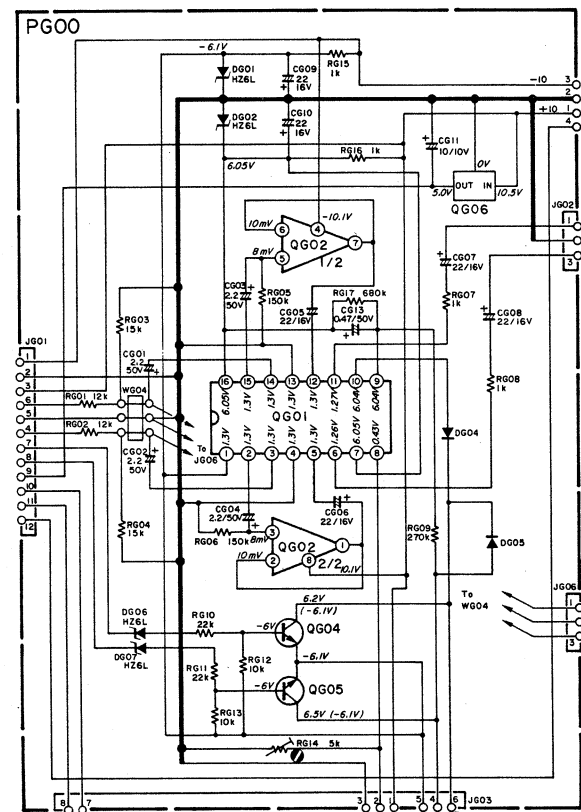 PG00
-6.1V
DG01
HZ6L
CG09
22
16V
RG15
1k
-10
3
2
+10
1
4
DG02
HZ6L
CG10
22
16V
RG16 1k
6.05V
CG11
10/10V
0V
5.0V
OUT IN
10.5V
QG06
JG02
1
3
10mV
6
4
-10.1V
7
QG02
1/2
8mV
5
CG03
2.2
50V
RG05
150k
CG05
22/16V
RG17 680k
CG13
0.47/50V
CG07
22/16V
RG07
1k
CG08
22/16V
RG08
1k
RG03
15k
CG01
2.2
50V
JG01
1
2
3
6
5
4
7
8
9
10
11
12
RG01 12k
WG04
RG02 12k
CG02
2.2
50V
To
JG06
16 15 14 13 12 11 10 9
6.05V 1.3V 1.3V 1.3V 1.3V 1.27V 6.04V 6.04V
QG01
1.3V 1.3V 1.3V 1.3V 1.3V 1.26V 6.05V 0.43V
1 2 3 4 5 6 7 8
DG04
CG04
2.2/50V
CG06
22/16V
RG04
15k
RG06 150k
8mV
3
QG02
1
10mV
2
8
2/2
10.1V
RG09
270k
DG05
To
WG04
JG06
1
3
DG06
HZ6L
RG10
22k
-6V
6.2V
(-6.1V)
QG04
DG07
HZ6L
RG11
22k
RG12
10k
-6.1V
-6V
QG05
RG13
10k
6.5V (-6.1V)
RG14 5k
8 7
3 2 1 5 4 6
JG03